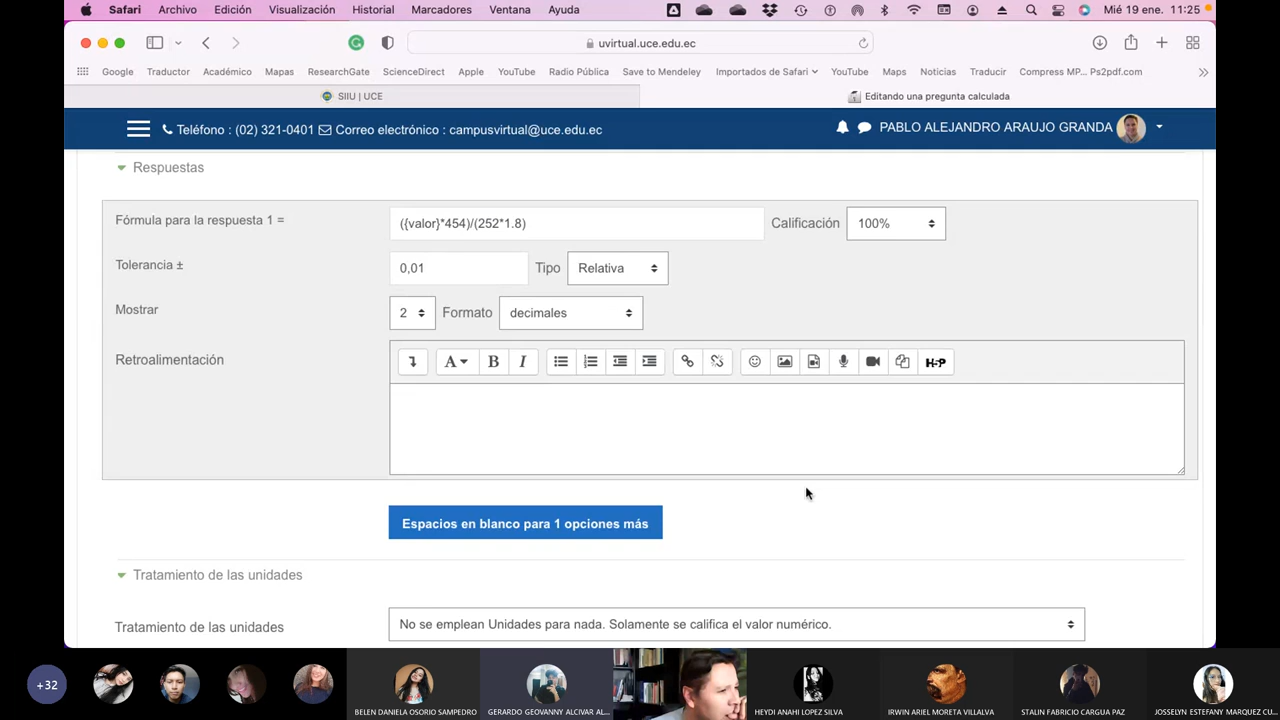 Safari Archivo Edición Visualización Historial Marcadores Ventana Ayuda Mié 19 ene. 11:25
uvirtual.uce.edu.ec
Google Traductor Académico Mapas ResearchGate ScienceDirect Apple YouTube Radio Pública Save to Mendeley Importados de Safari YouTube Maps Noticias Traducir Compress MP... Ps2pdf.com
SIIU | UCE Editando una pregunta calculada
Teléfono : (02) 321-0401 Correo electrónico : campusvirtual@uce.edu.ec PABLO ALEJANDRO ARAUJO GRANDA
Respuestas
Fórmula para la respuesta 1 = ({valor}*454)/(252*1.8) Calificación 100%
Tolerancia ± 0,01 Tipo Relativa
Mostrar 2 Formato decimales
Retroalimentación A B I H-P
Espacios en blanco para 1 opciones más
Tratamiento de las unidades
Tratamiento de las unidades No se emplean Unidades para nada. Solamente se califica el valor numérico.
+32 BELEN DANIELA OSORIO SAMPEDRO GERARDO GEOVANNY ALCIVAR AL... HEYDI ANAHI LOPEZ SILVA IRWIN ARIEL MORETA VILLALVA STALIN FABRICIO CARGUA PAZ JOSSELYN ESTEFANY MARQUEZ CU...